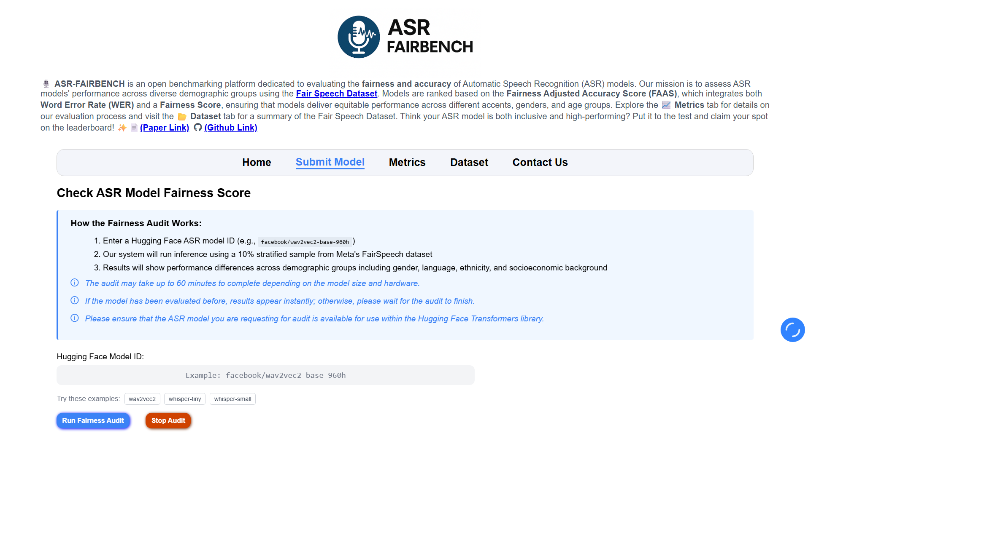 ASR
FAIRBENCH
ASR-FAIRBENCH is an open benchmarking platform dedicated to evaluating the fairness and accuracy of Automatic Speech Recognition (ASR) models. Our mission is to assess ASR
models' performance across diverse demographic groups using the Fair Speech Dataset. Models are ranked based on the Fairness Adjusted Accuracy Score (FAAS), which integrates both
Word Error Rate (WER) and a Fairness Score, ensuring that models deliver equitable performance across different accents, genders, and age groups. Explore the 📈 Metrics tab for details on
our evaluation process and visit the 📂 Dataset tab for a summary of the Fair Speech Dataset. Think your ASR model is both inclusive and high-performing? Put it to the test and claim your spot
on the leaderboard! ✨ 📄 (Paper Link) (Github Link)
Home Submit Model Metrics Dataset Contact Us
Check ASR Model Fairness Score
How the Fairness Audit Works:
1. Enter a Hugging Face ASR model ID (e.g., facebook/wav2vec2-base-960h)
2. Our system will run inference using a 10% stratified sample from Meta's FairSpeech dataset
3. Results will show performance differences across demographic groups including gender, language, ethnicity, and socioeconomic background
The audit may take up to 60 minutes to complete depending on the model size and hardware.
If the model has been evaluated before, results appear instantly; otherwise, please wait for the audit to finish.
Please ensure that the ASR model you are requesting for audit is available for use within the Hugging Face Transformers library.
Hugging Face Model ID:
Example: facebook/wav2vec2-base-960h
Try these examples: wav2vec2 whisper-tiny whisper-small
Run Fairness Audit Stop Audit